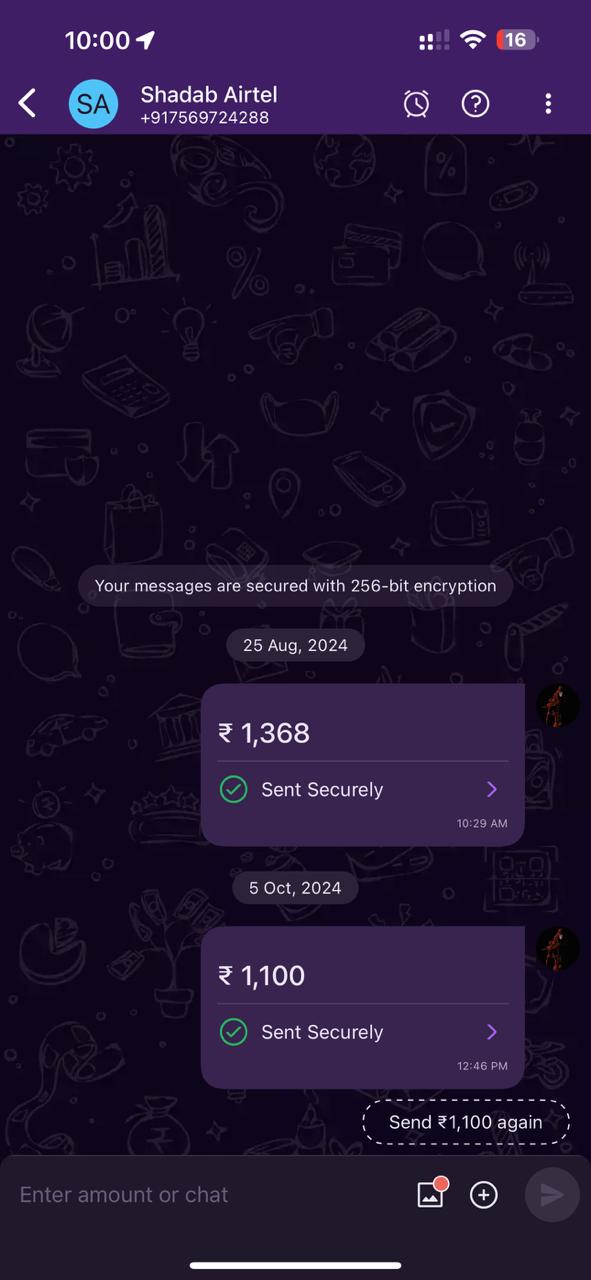 10:00
16
SA
Shadab Airtel
+917569724288
Your messages are secured with 256-bit encryption
25 Aug, 2024
₹ 1,368
Sent Securely
10:29 AM
5 Oct, 2024
₹ 1,100
Sent Securely
12:46 PM
Send ₹1,100 again
Enter amount or chat